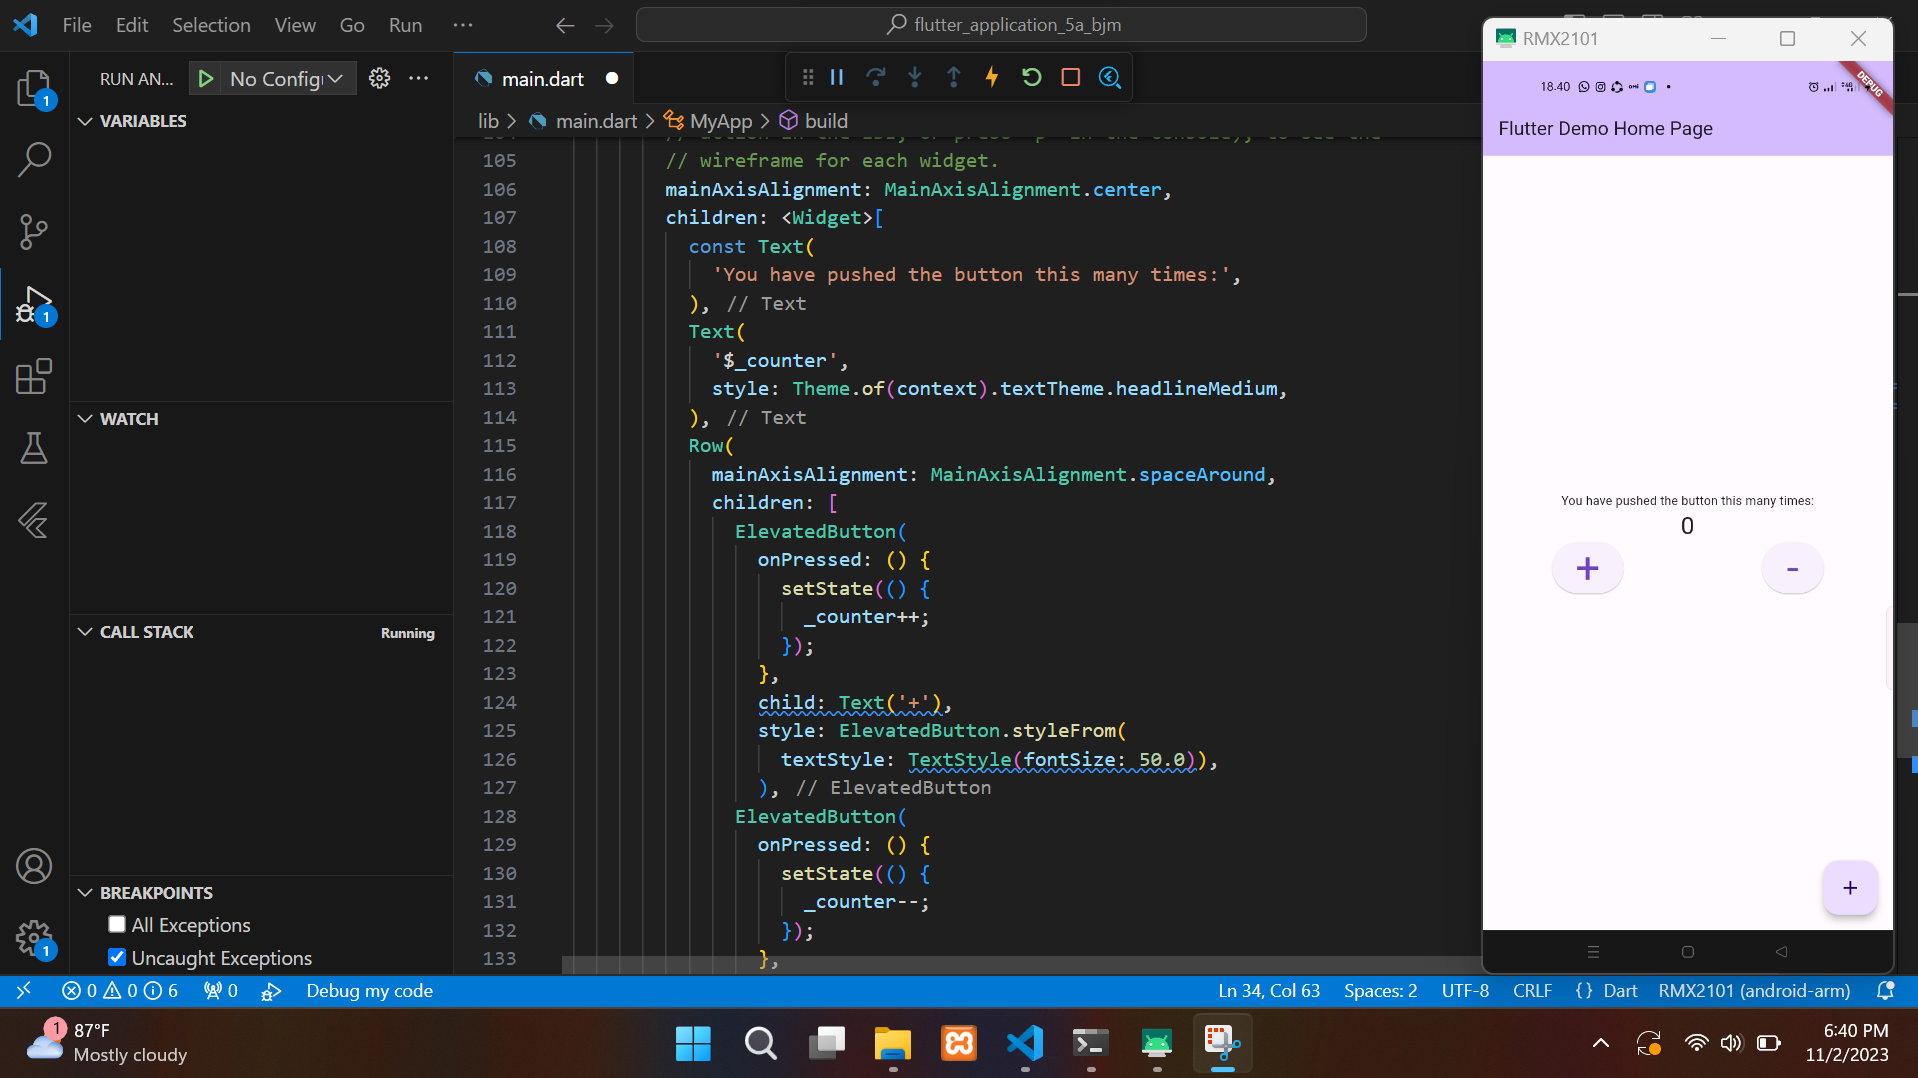 File Edit Selection View Go Run ···
flutter_application_5a_bjm
RUN AN... No Config ···
VARIABLES
WATCH
CALL STACK Running
BREAKPOINTS
All Exceptions
Uncaught Exceptions
1
1
1
main.dart
lib > main.dart > MyApp > build
105 // wireframe for each widget.
106 mainAxisAlignment: MainAxisAlignment.center,
107 children: <Widget>[
108 const Text(
109 'You have pushed the button this many times:',
110 ), // Text
111 Text(
112 '$_counter',
113 style: Theme.of(context).textTheme.headlineMedium,
114 ), // Text
115 Row(
116 mainAxisAlignment: MainAxisAlignment.spaceAround,
117 children: [
118 ElevatedButton(
119 onPressed: () {
120 setState(() {
121 _counter++;
122 });
123 },
124 child: Text('+'),
125 style: ElevatedButton.styleFrom(
126 textStyle: TextStyle(fontSize: 50.0)),
127 ), // ElevatedButton
128 ElevatedButton(
129 onPressed: () {
130 setState(() {
131 _counter--;
132 });
133 },
RMX2101
18.40
DEBUG
Flutter Demo Home Page
You have pushed the button this many times:
0
+ -
+
0 0 6 0 Debug my code Ln 34, Col 63 Spaces: 2 UTF-8 CRLF {} Dart RMX2101 (android-arm)
1
87°F
Mostly cloudy
6:40 PM
11/2/2023